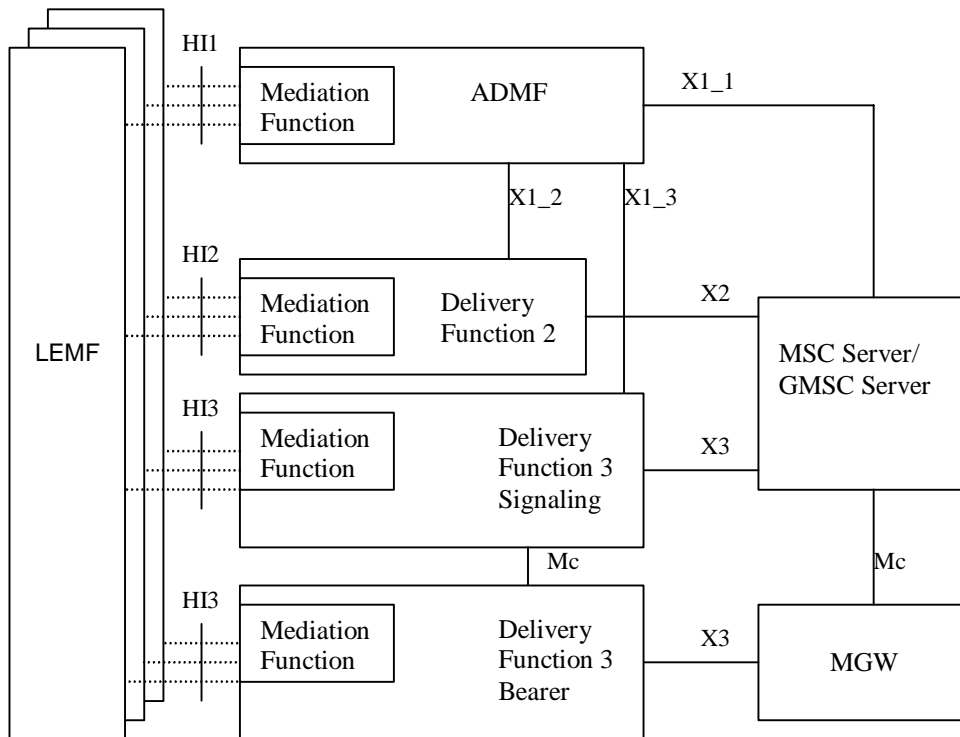 HI1
Mediation
Function
ADMF
X1_1
X1_2
X1_3
HI2
Mediation
Function
Delivery
Function 2
X2
LEMF
MSC Server/
GMSC Server
HI3
Mediation
Function
Delivery
Function 3
Signaling
X3
Mc
Mc
HI3
Mediation
Function
Delivery
Function 3
Bearer
X3
MGW